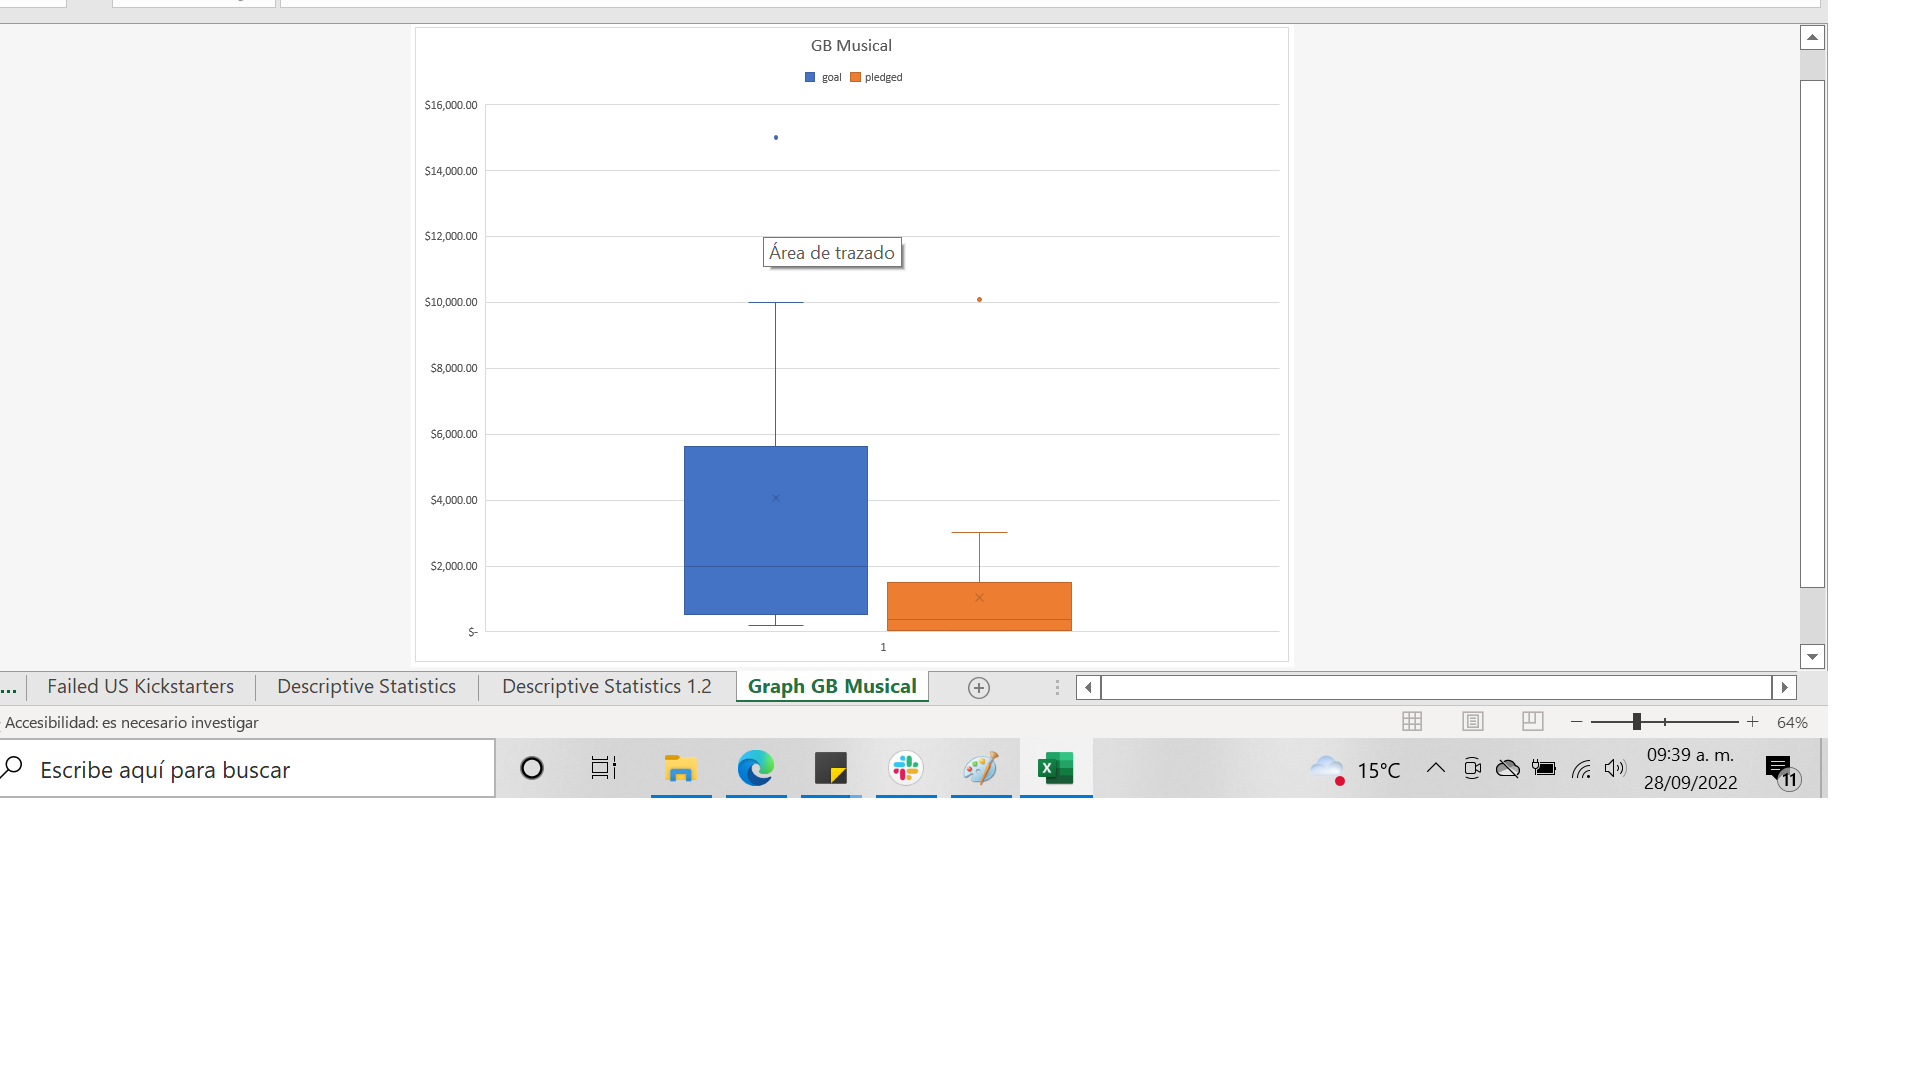 GB Musical
goal pledged
$16,000.00
$14,000.00
$12,000.00
Área de trazado
$10,000.00
$8,000.00
$6,000.00
$4,000.00
$2,000.00
$-
1
... Failed US Kickstarters Descriptive Statistics Descriptive Statistics 1.2 Graph GB Musical
Accesibilidad: es necesario investigar 64%
Escribe aquí para buscar 15°C 09:39 a. m.
28/09/2022 11